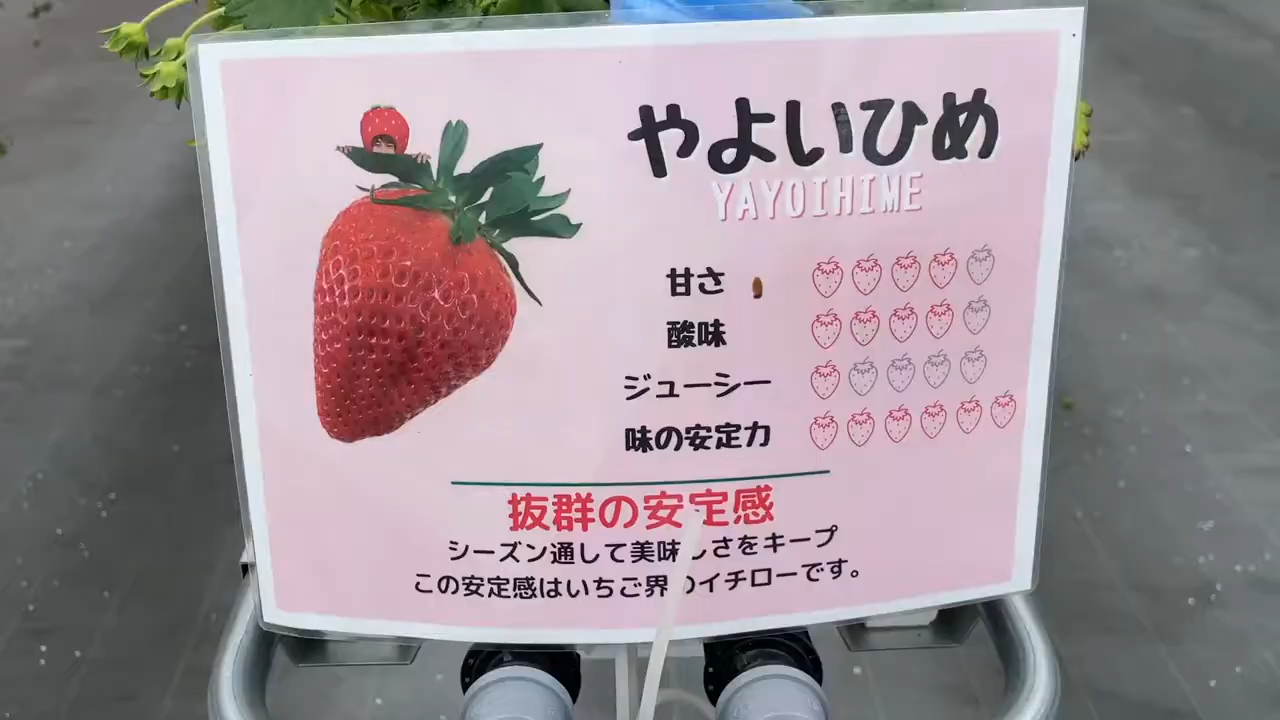 やよいひめ
YAYOIHIME
甘さ
酸味
ジューシー
味の安定力
抜群の安定感
シーズン通して美味しさをキープ
この安定感はいちご界のイチローです。